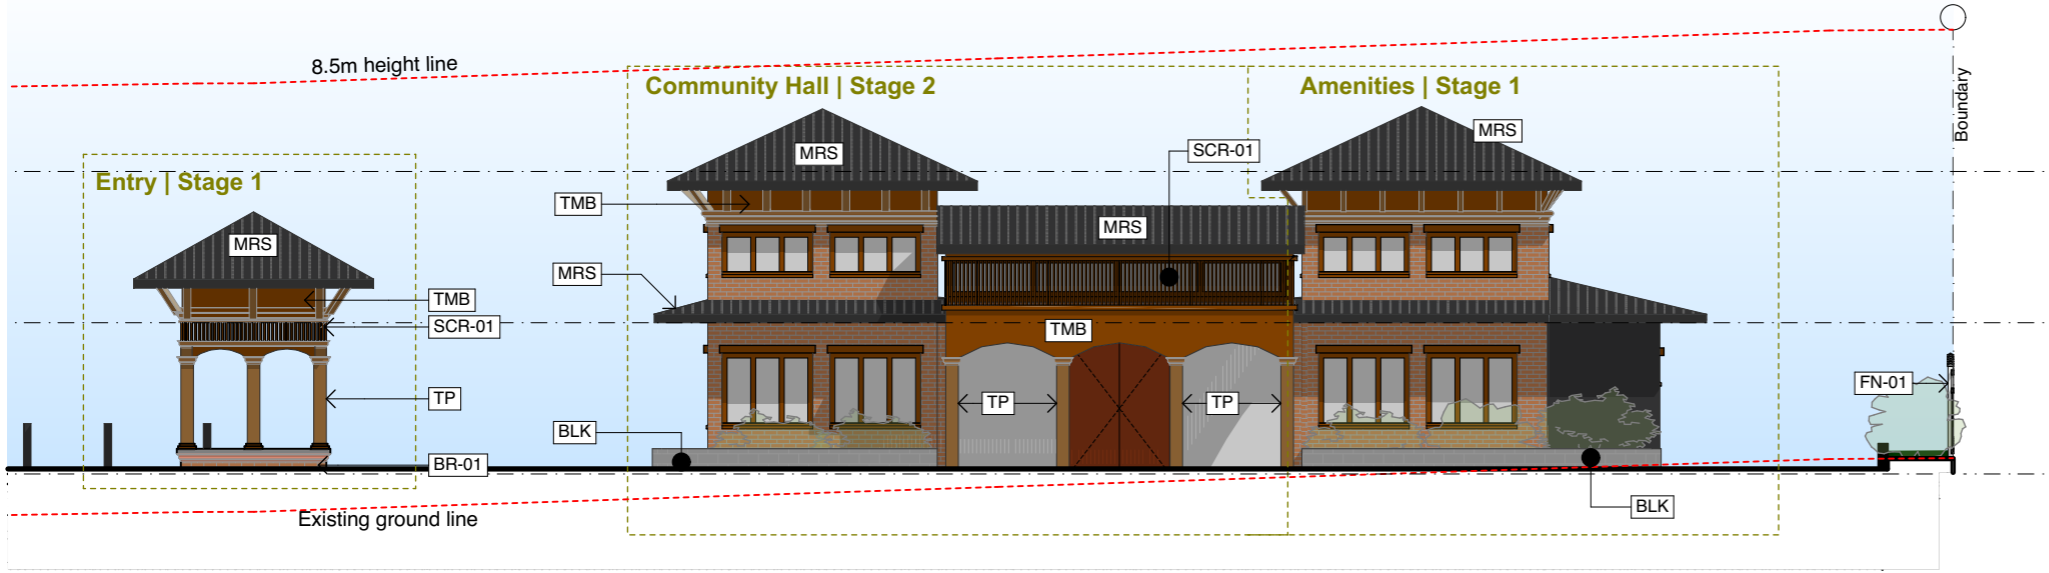 8.5m height line
Community Hall | Stage 2
Amenities | Stage 1
Boundary
MRS
SCR-01
MRS
Entry | Stage 1
TMB
MRS
MRS
MRS
TMB
SCR-01
TMB
TP
TP
TP
FN-01
BLK
BR-01
Existing ground line
BLK